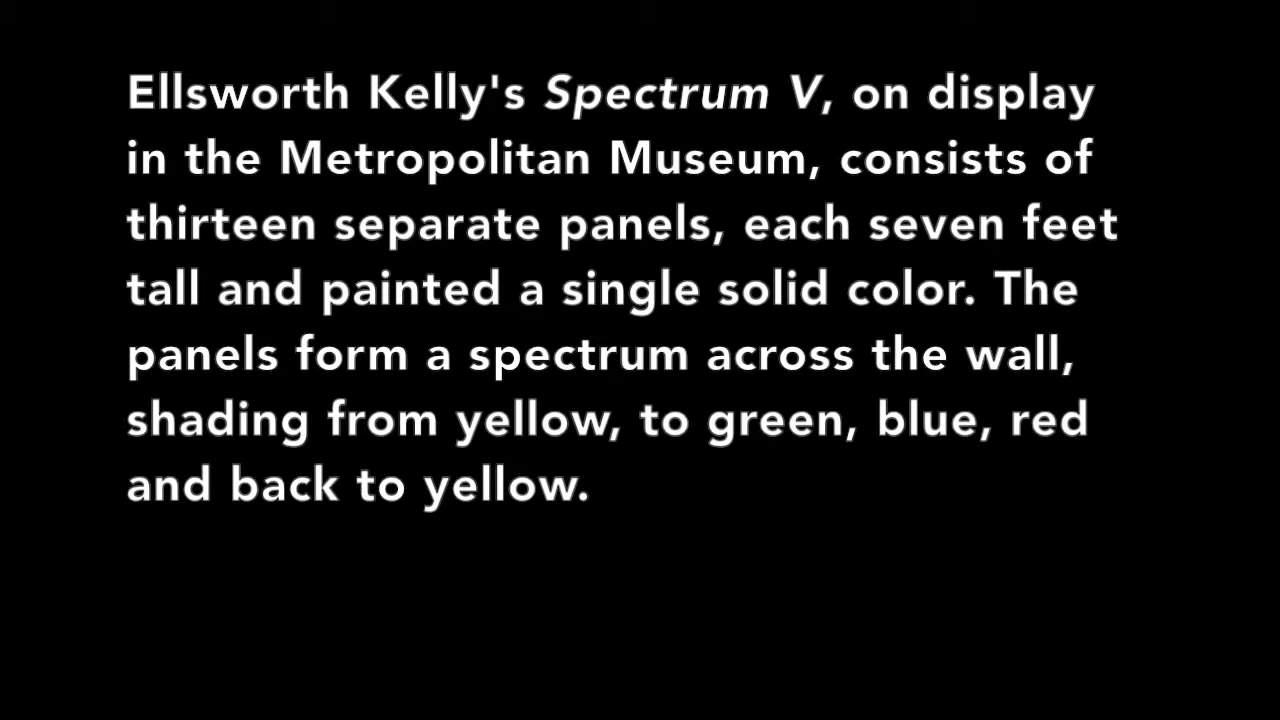 Ellsworth Kelly's Spectrum V, on display
in the Metropolitan Museum, consists of
thirteen separate panels, each seven feet
tall and painted a single solid color. The
panels form a spectrum across the wall,
shading from yellow, to green, blue, red
and back to yellow.